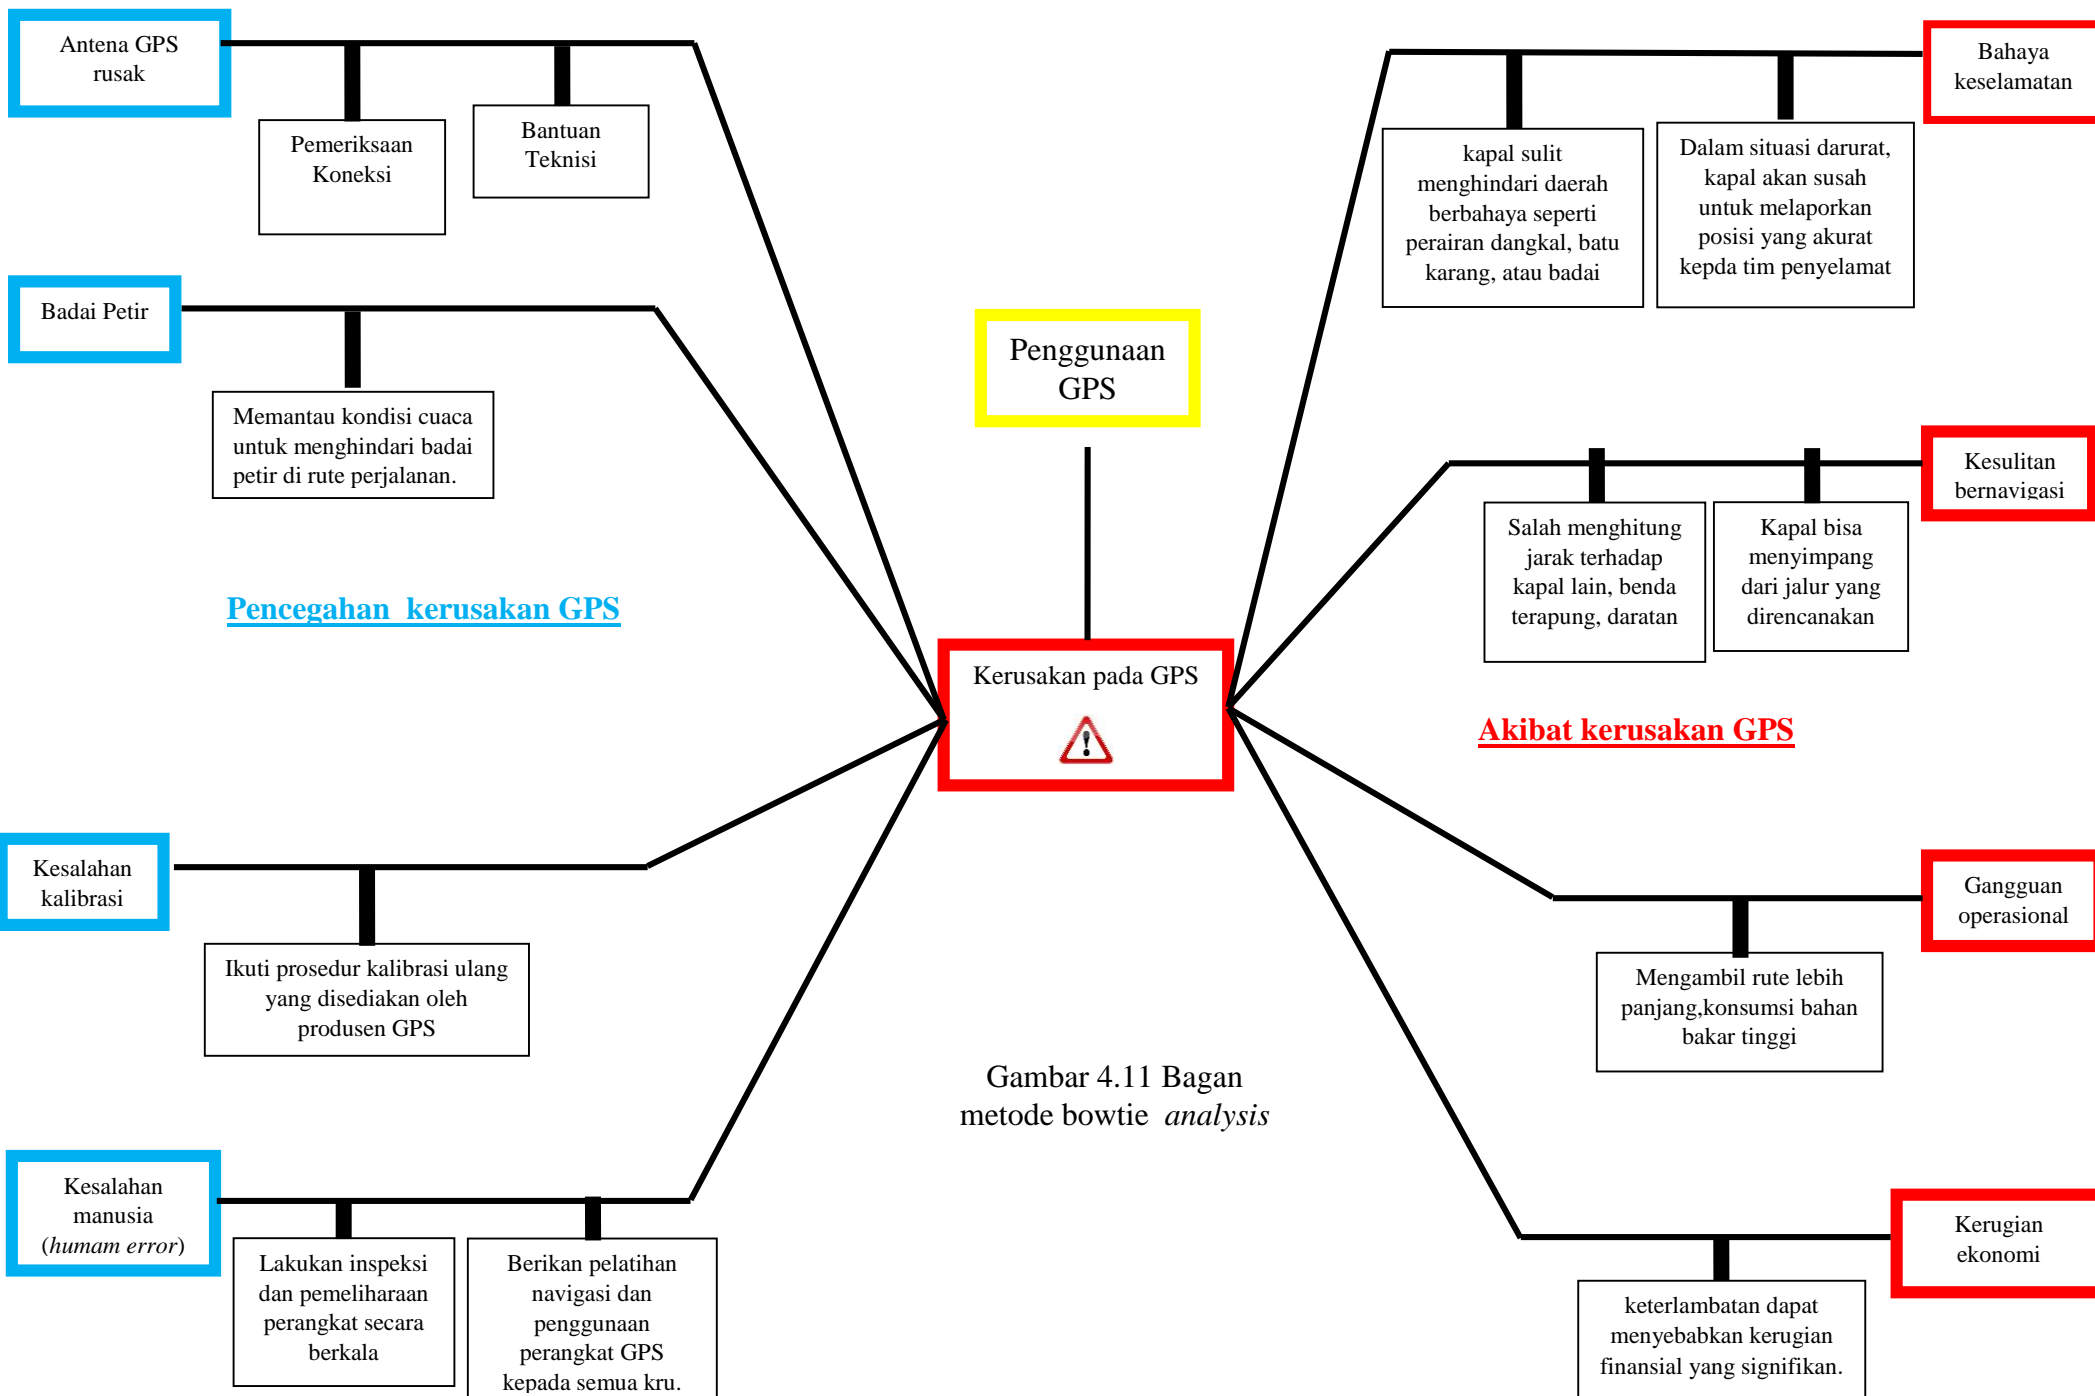 Antena GPS
rusak
Pemeriksaan
Koneksi
Bantuan
Teknisi
Badai Petir
Memantau kondisi cuaca
untuk menghindari badai
petir di rute perjalanan.
Pencegahan  kerusakan GPS
Kesalahan
kalibrasi
Ikuti prosedur kalibrasi ulang
yang disediakan oleh
produsen GPS
Kesalahan
manusia
(humam error)
Lakukan inspeksi
dan pemeliharaan
perangkat secara
berkala
Berikan pelatihan
navigasi dan
penggunaan
perangkat GPS
kepada semua kru.
Penggunaan
GPS
Kerusakan pada GPS
Gambar 4.11 Bagan
metode bowtie  analysis
Bahaya
keselamatan
kapal sulit
menghindari daerah
berbahaya seperti
perairan dangkal, batu
karang, atau badai
Dalam situasi darurat,
kapal akan susah
untuk melaporkan
posisi yang akurat
kepda tim penyelamat
Kesulitan
bernavigasi
Salah menghitung
jarak terhadap
kapal lain, benda
terapung, daratan
Kapal bisa
menyimpang
dari jalur yang
direncanakan
Akibat kerusakan GPS
Gangguan
operasional
Mengambil rute lebih
panjang,konsumsi bahan
bakar tinggi
Kerugian
ekonomi
keterlambatan dapat
menyebabkan kerugian
finansial yang signifikan.